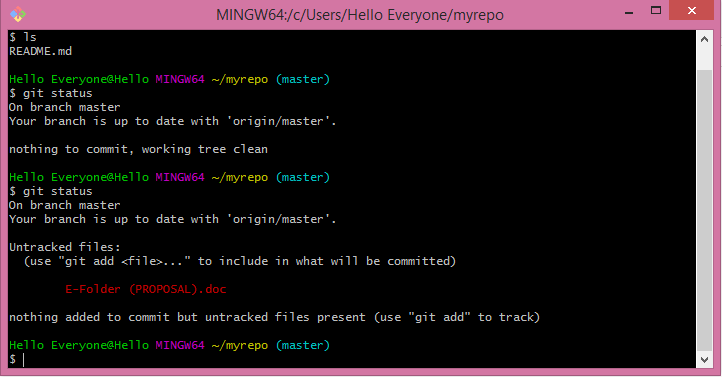 MINGW64:/c/Users/Hello Everyone/myrepo
$ ls
README.md
Hello Everyone@Hello MINGW64 ~/myrepo (master)
$ git status
On branch master
Your branch is up to date with 'origin/master'.
nothing to commit, working tree clean
Hello Everyone@Hello MINGW64 ~/myrepo (master)
$ git status
On branch master
Your branch is up to date with 'origin/master'.
Untracked files:
(use "git add <file>..." to include in what will be committed)
E-Folder (PROPOSAL).doc
nothing added to commit but untracked files present (use "git add" to track)
Hello Everyone@Hello MINGW64 ~/myrepo (master)
$